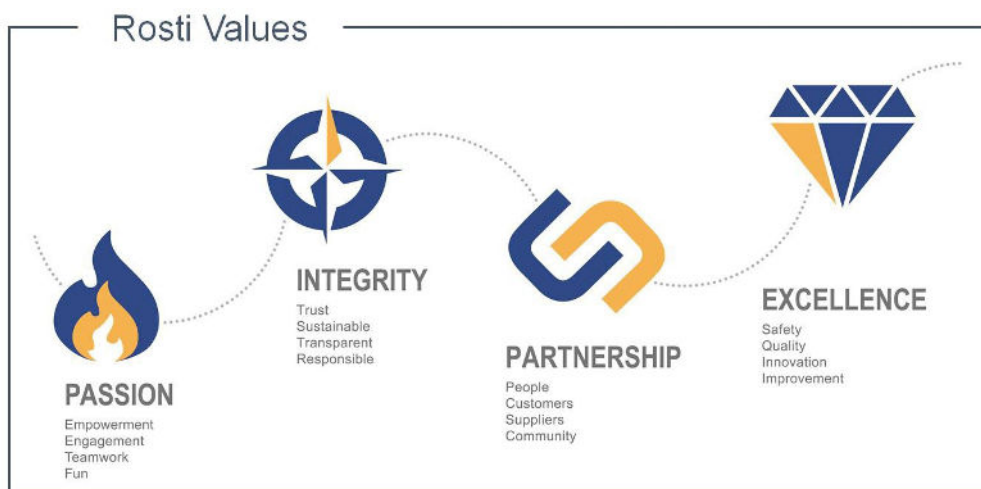 Rosti Values
PASSION
Empowerment
Engagement
Teamwork
Fun
INTEGRITY
Trust
Sustainable
Transparent
Responsible
PARTNERSHIP
People
Customers
Suppliers
Community
EXCELLENCE
Safety
Quality
Innovation
Improvement